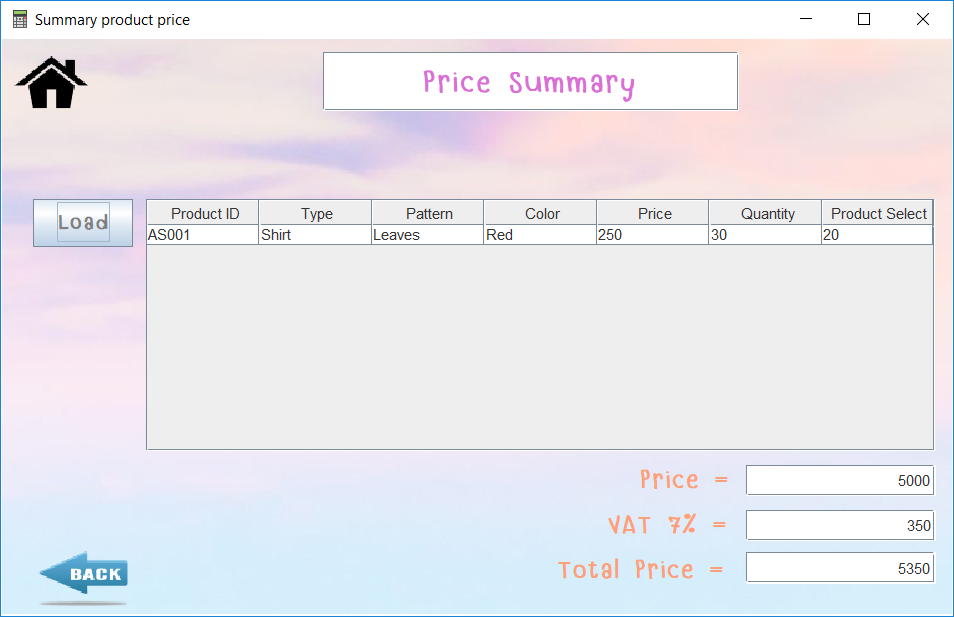 Summary product price
Price Summary
Load
Product ID Type Pattern Color Price Quantity Product Select
AS001 Shirt Leaves Red 250 30 20
Price = 5000
VAT 7% = 350
Total Price = 5350
BACK